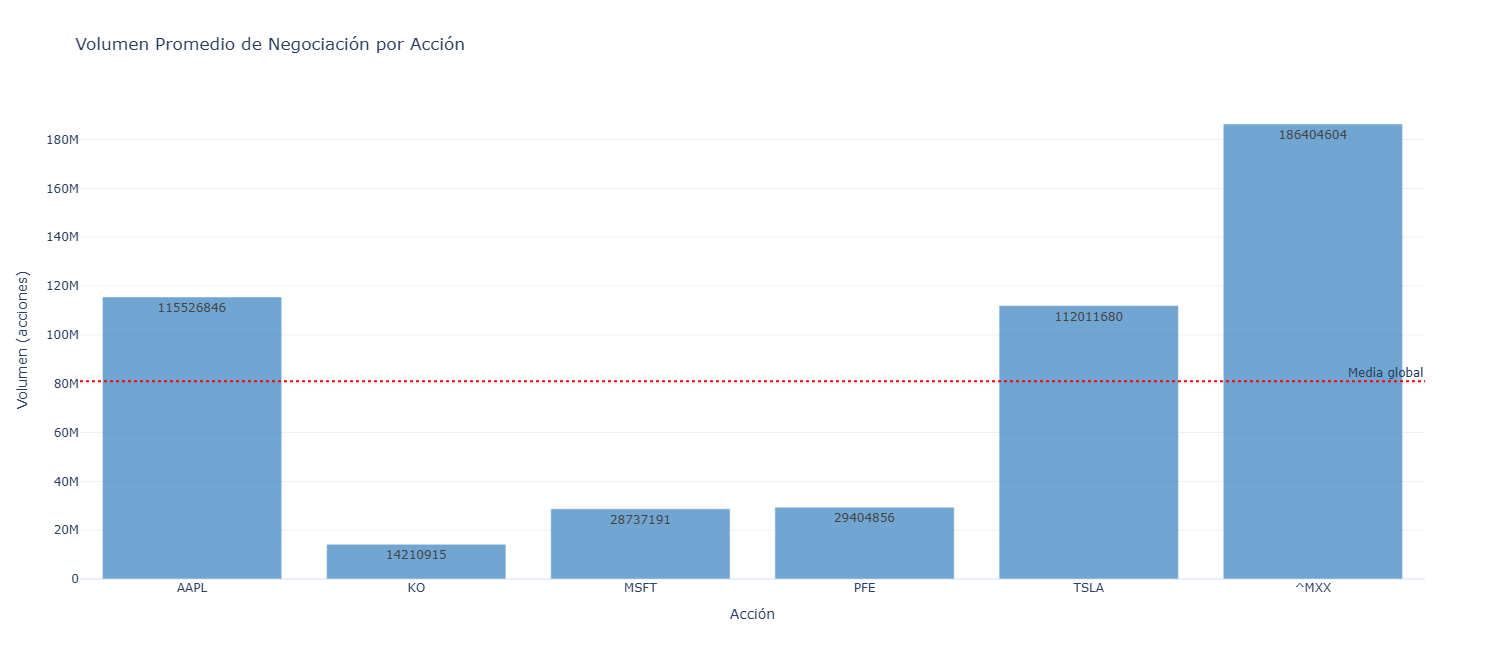 Volumen Promedio de Negociación por Acción
Volumen (acciones)
180M
160M
140M
120M
100M
80M
60M
40M
20M
0
115526846
14210915
28737191
29404856
112011680
186404604
Media global
AAPL
KO
MSFT
PFE
TSLA
^MXX
Acción